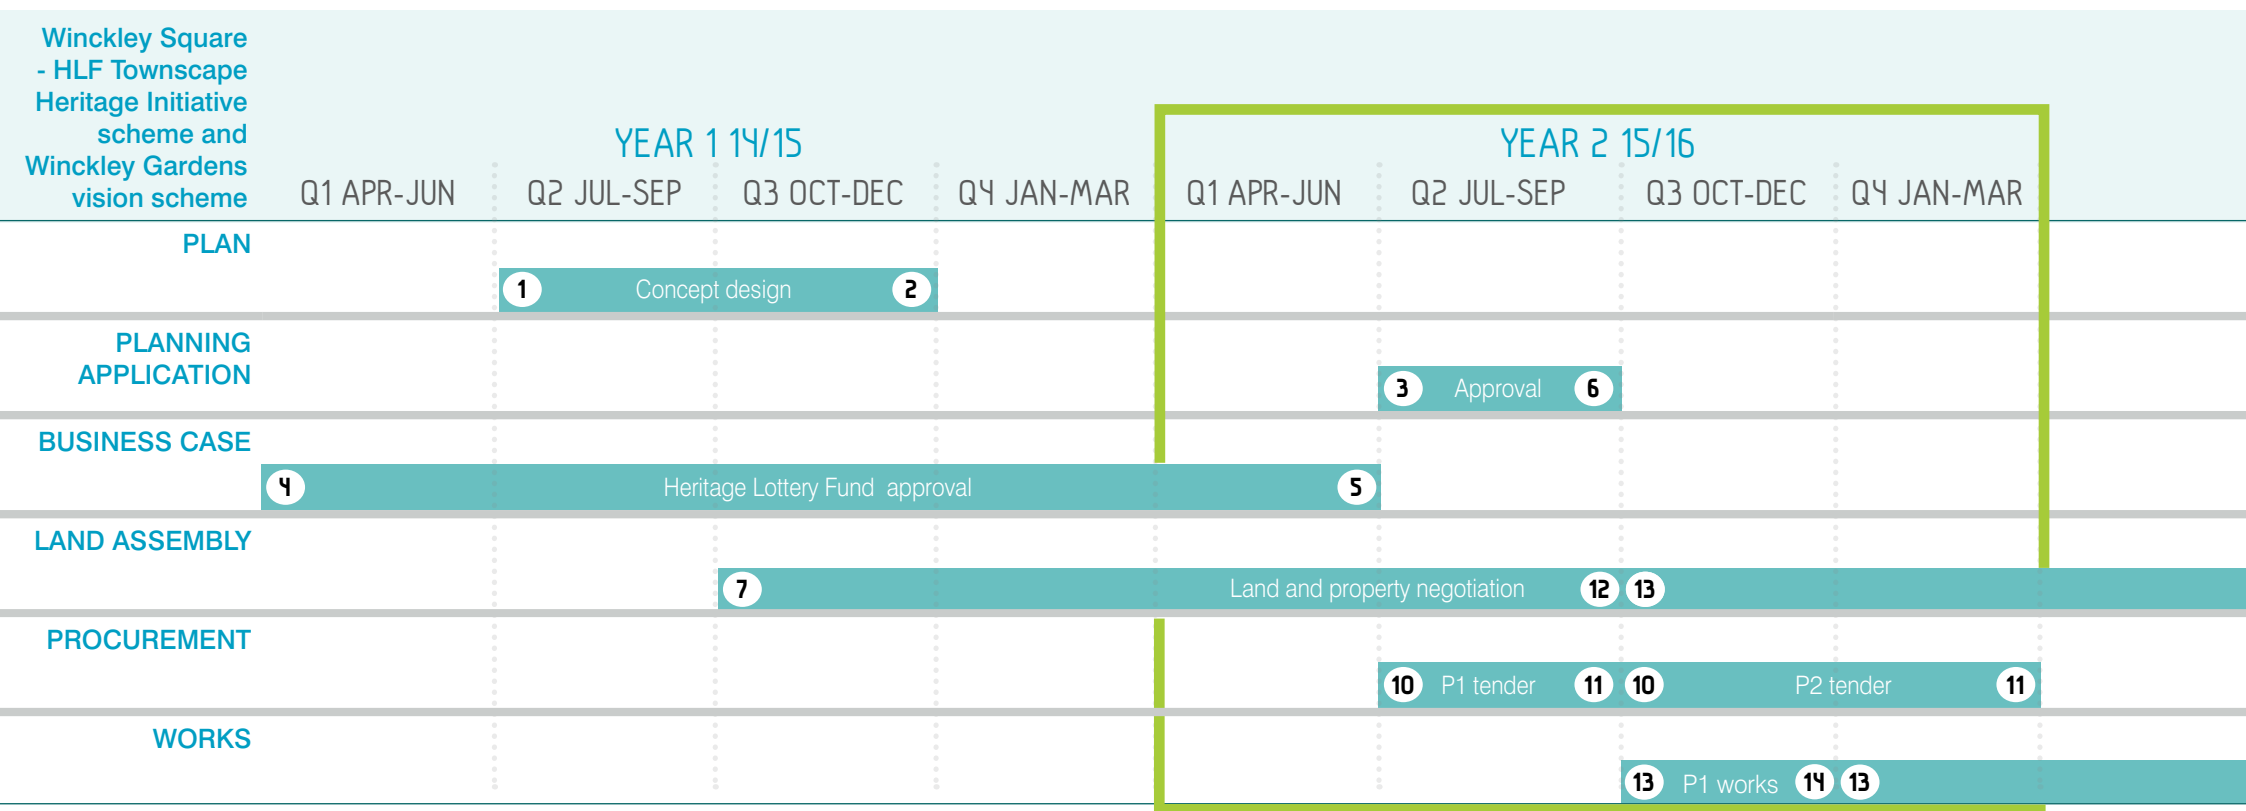 Winckley Square
- HLF Townscape
Heritage Initiative
scheme and
Winckley Gardens
vision scheme
YEAR 1 14/15
YEAR 2 15/16
Q1 APR-JUN
Q2 JUL-SEP
Q3 OCT-DEC
Q4 JAN-MAR
Q1 APR-JUN
Q2 JUL-SEP
Q3 OCT-DEC
Q4 JAN-MAR
PLAN
1 Concept design 2
PLANNING
APPLICATION
3 Approval 6
BUSINESS CASE
4 Heritage Lottery Fund approval 5
LAND ASSEMBLY
7 Land and property negotiation 12 13
PROCUREMENT
10 P1 tender 11 10 P2 tender 11
WORKS
13 P1 works 14 13